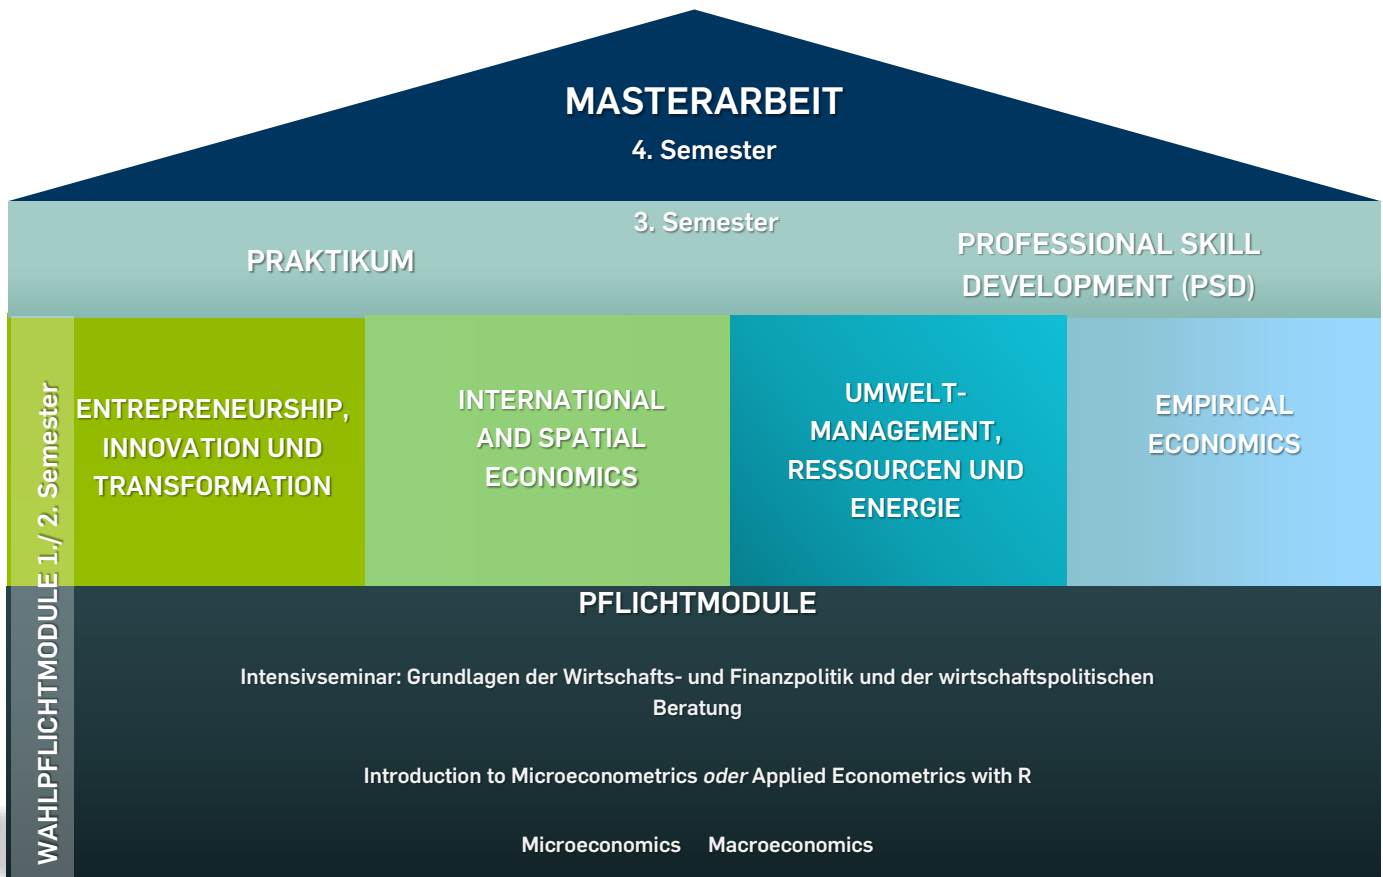 MASTERARBEIT
4. Semester
3. Semester
PRAKTIKUM
PROFESSIONAL SKILL
DEVELOPMENT (PSD)
WAHLPFLICHTMODULE 1./ 2. Semester
ENTREPRENEURSHIP,
INNOVATION UND
TRANSFORMATION
INTERNATIONAL
AND SPATIAL
ECONOMICS
UMWELT-
MANAGEMENT,
RESSOURCEN UND
ENERGIE
EMPIRICAL
ECONOMICS
PFLICHTMODULE
Intensivseminar: Grundlagen der Wirtschafts- und Finanzpolitik und der wirtschaftspolitischen
Beratung
Introduction to Microeconometrics oder Applied Econometrics with R
Microeconomics Macroeconomics